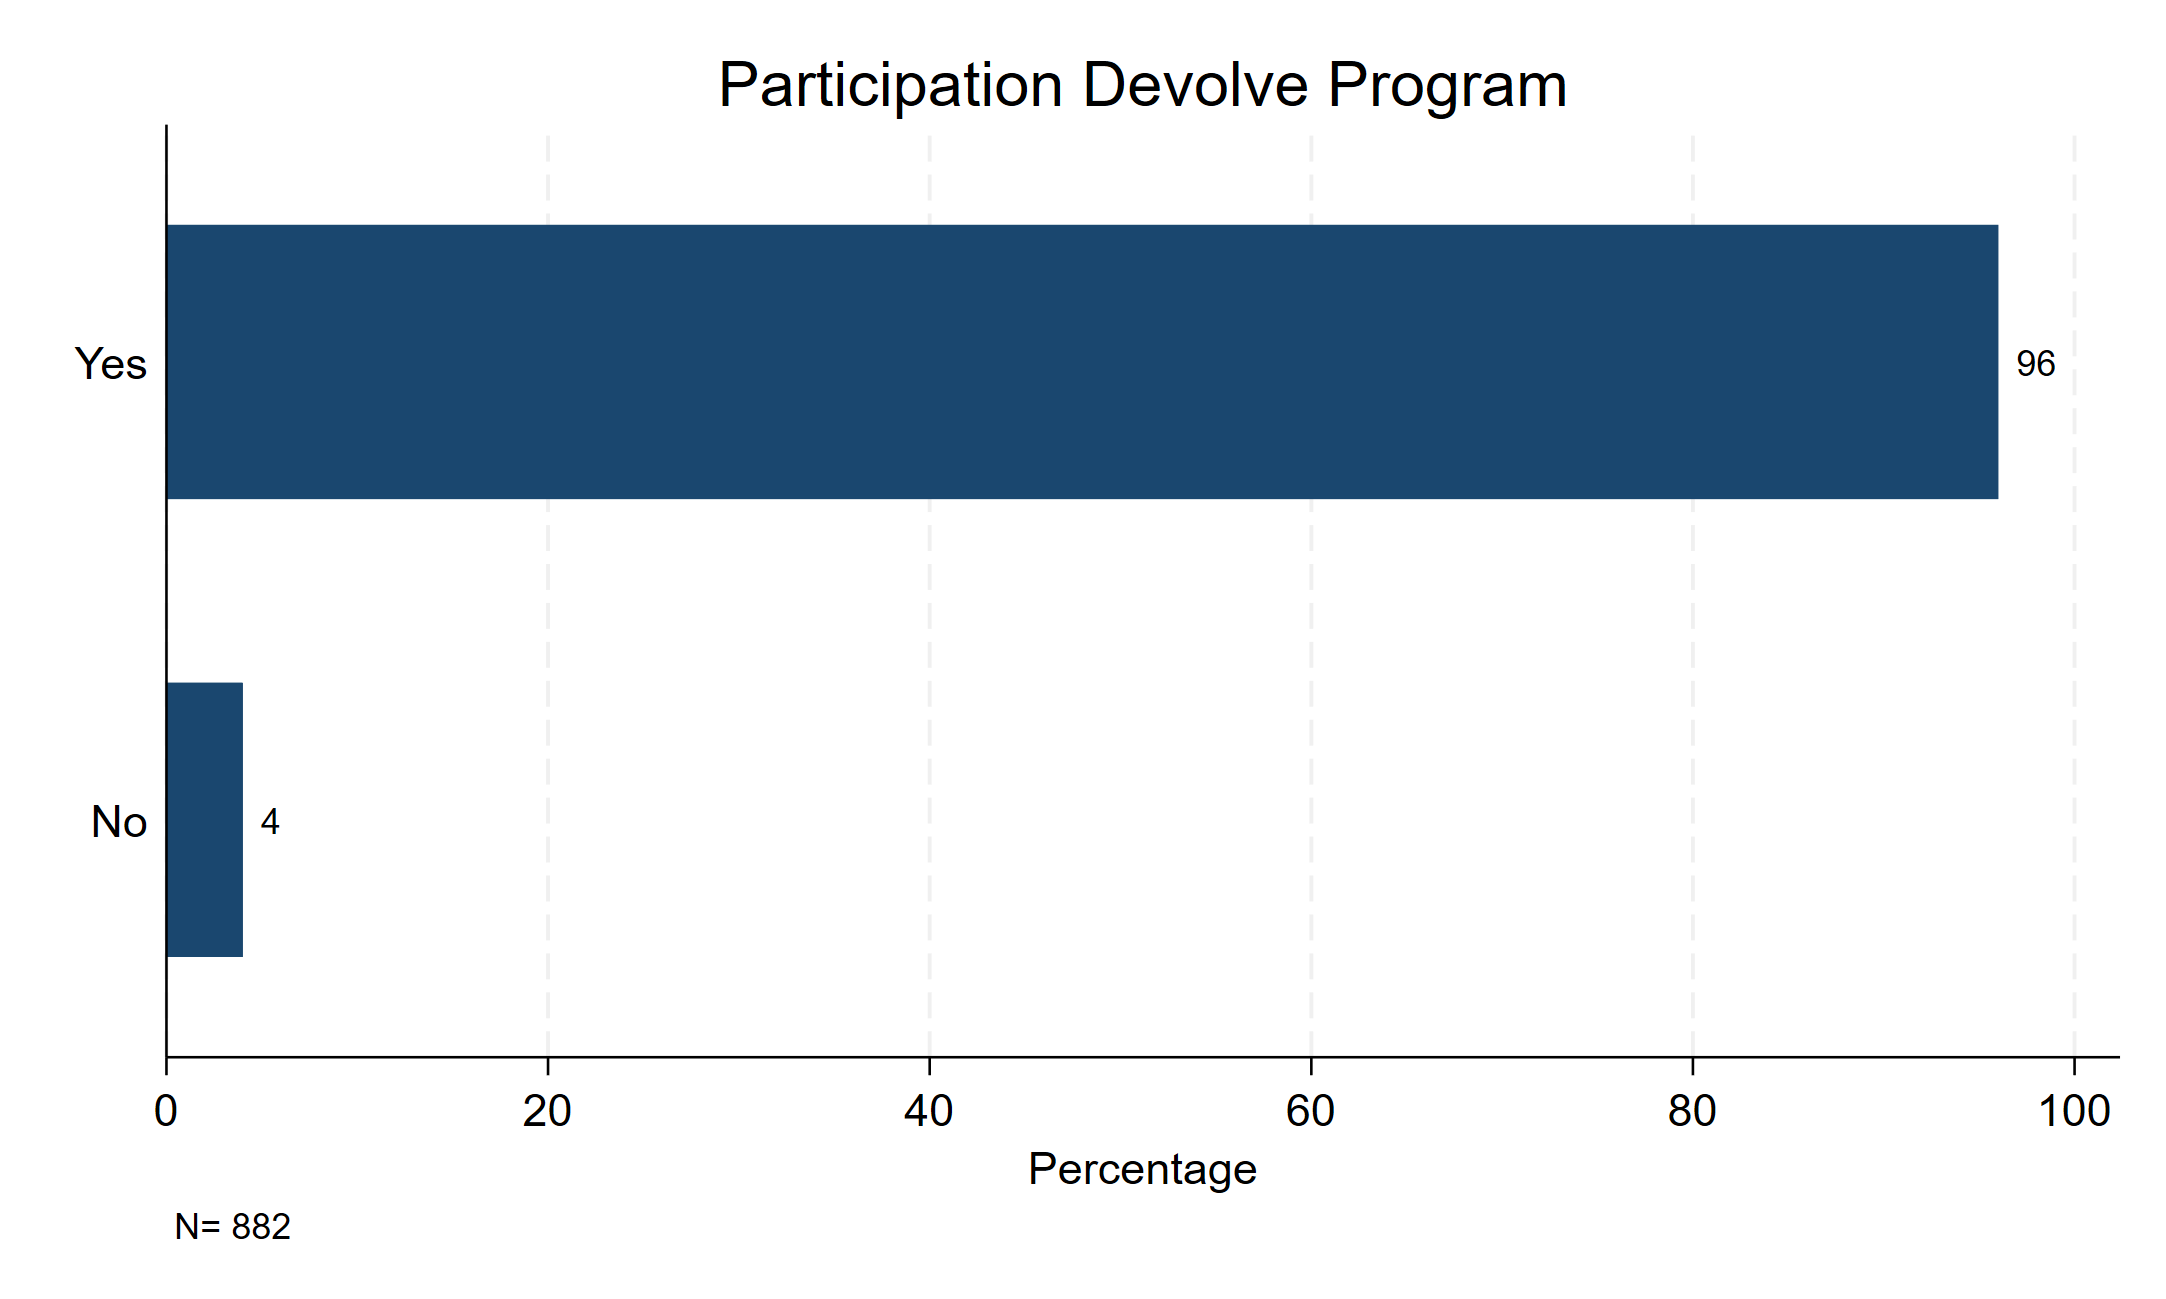 Participation Devolve Program
Yes
96
No
4
0 20 40 60 80 100
Percentage
N= 882